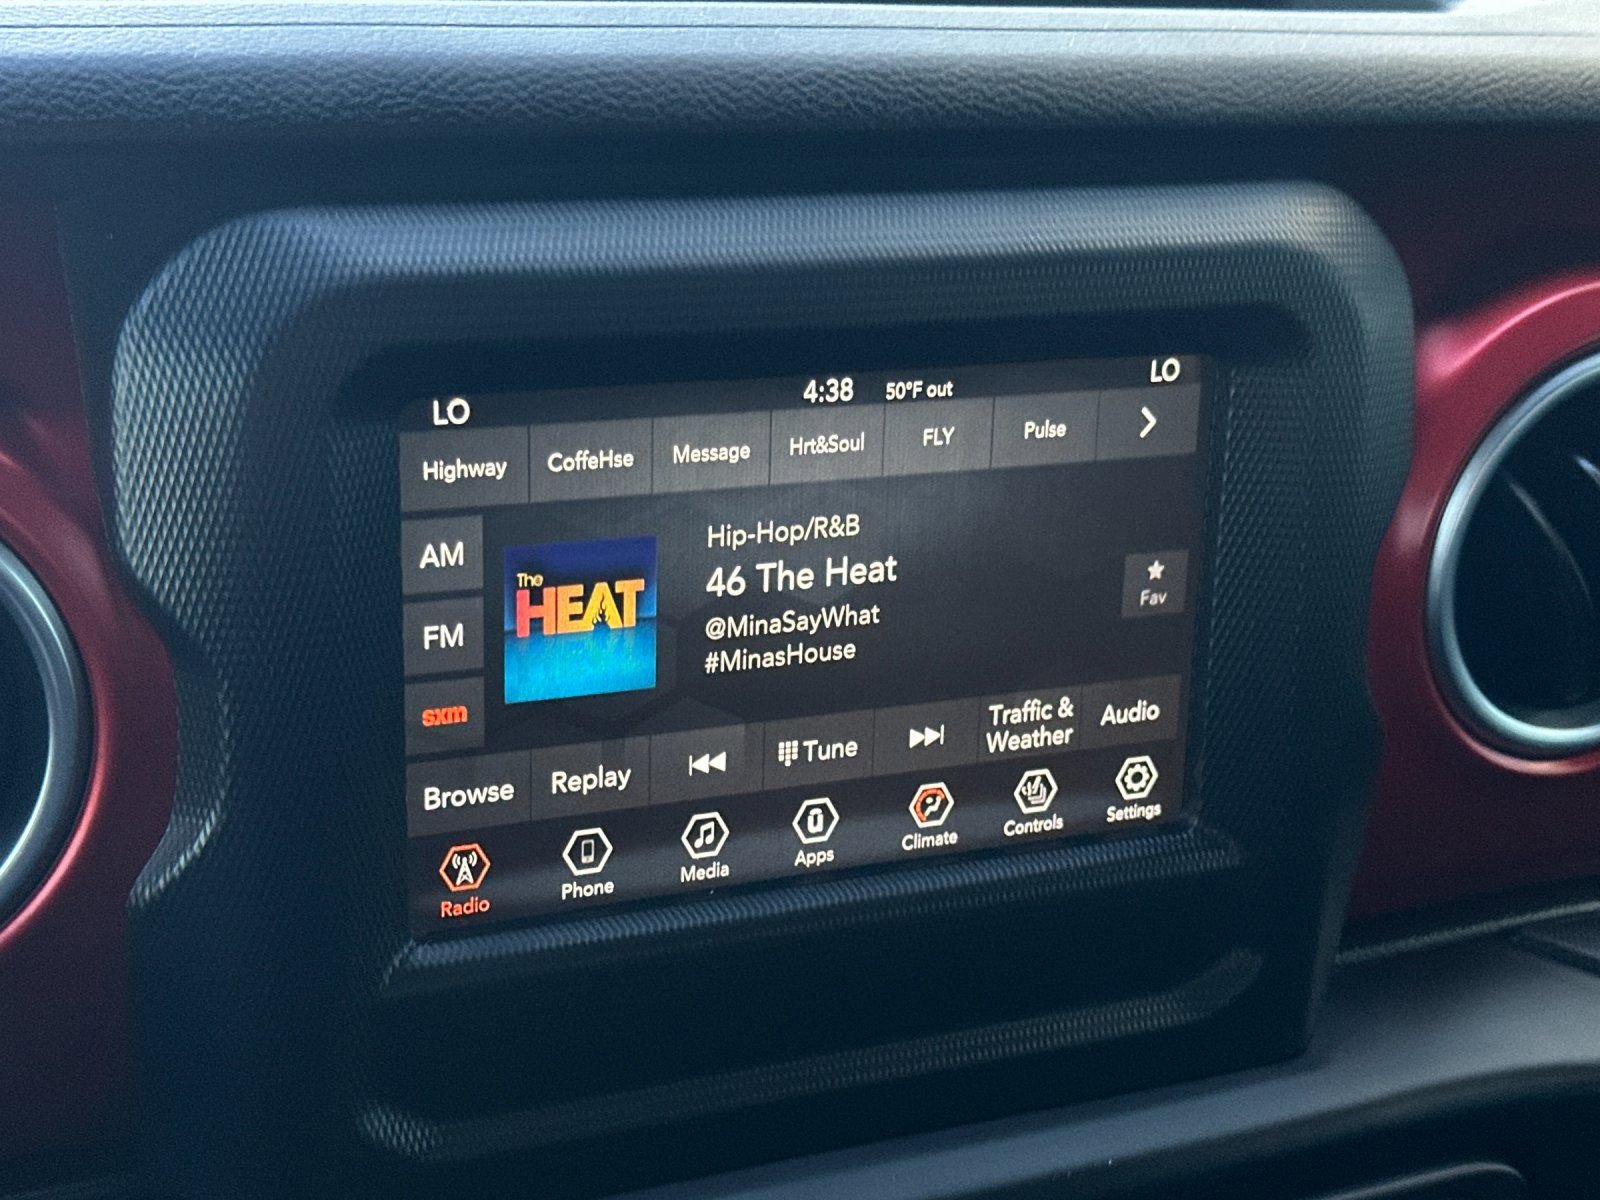 LO 4:38 50°F out LO
Highway CoffeHse Message Hrt&Soul FLY Pulse
AM
FM
sxm
The
HEAT
Hip-Hop/R&B
46 The Heat
@MinaSayWhat
#MinasHouse
Fav
Browse Replay Tune Traffic & Weather Audio
Radio Phone Media Apps Climate Controls Settings